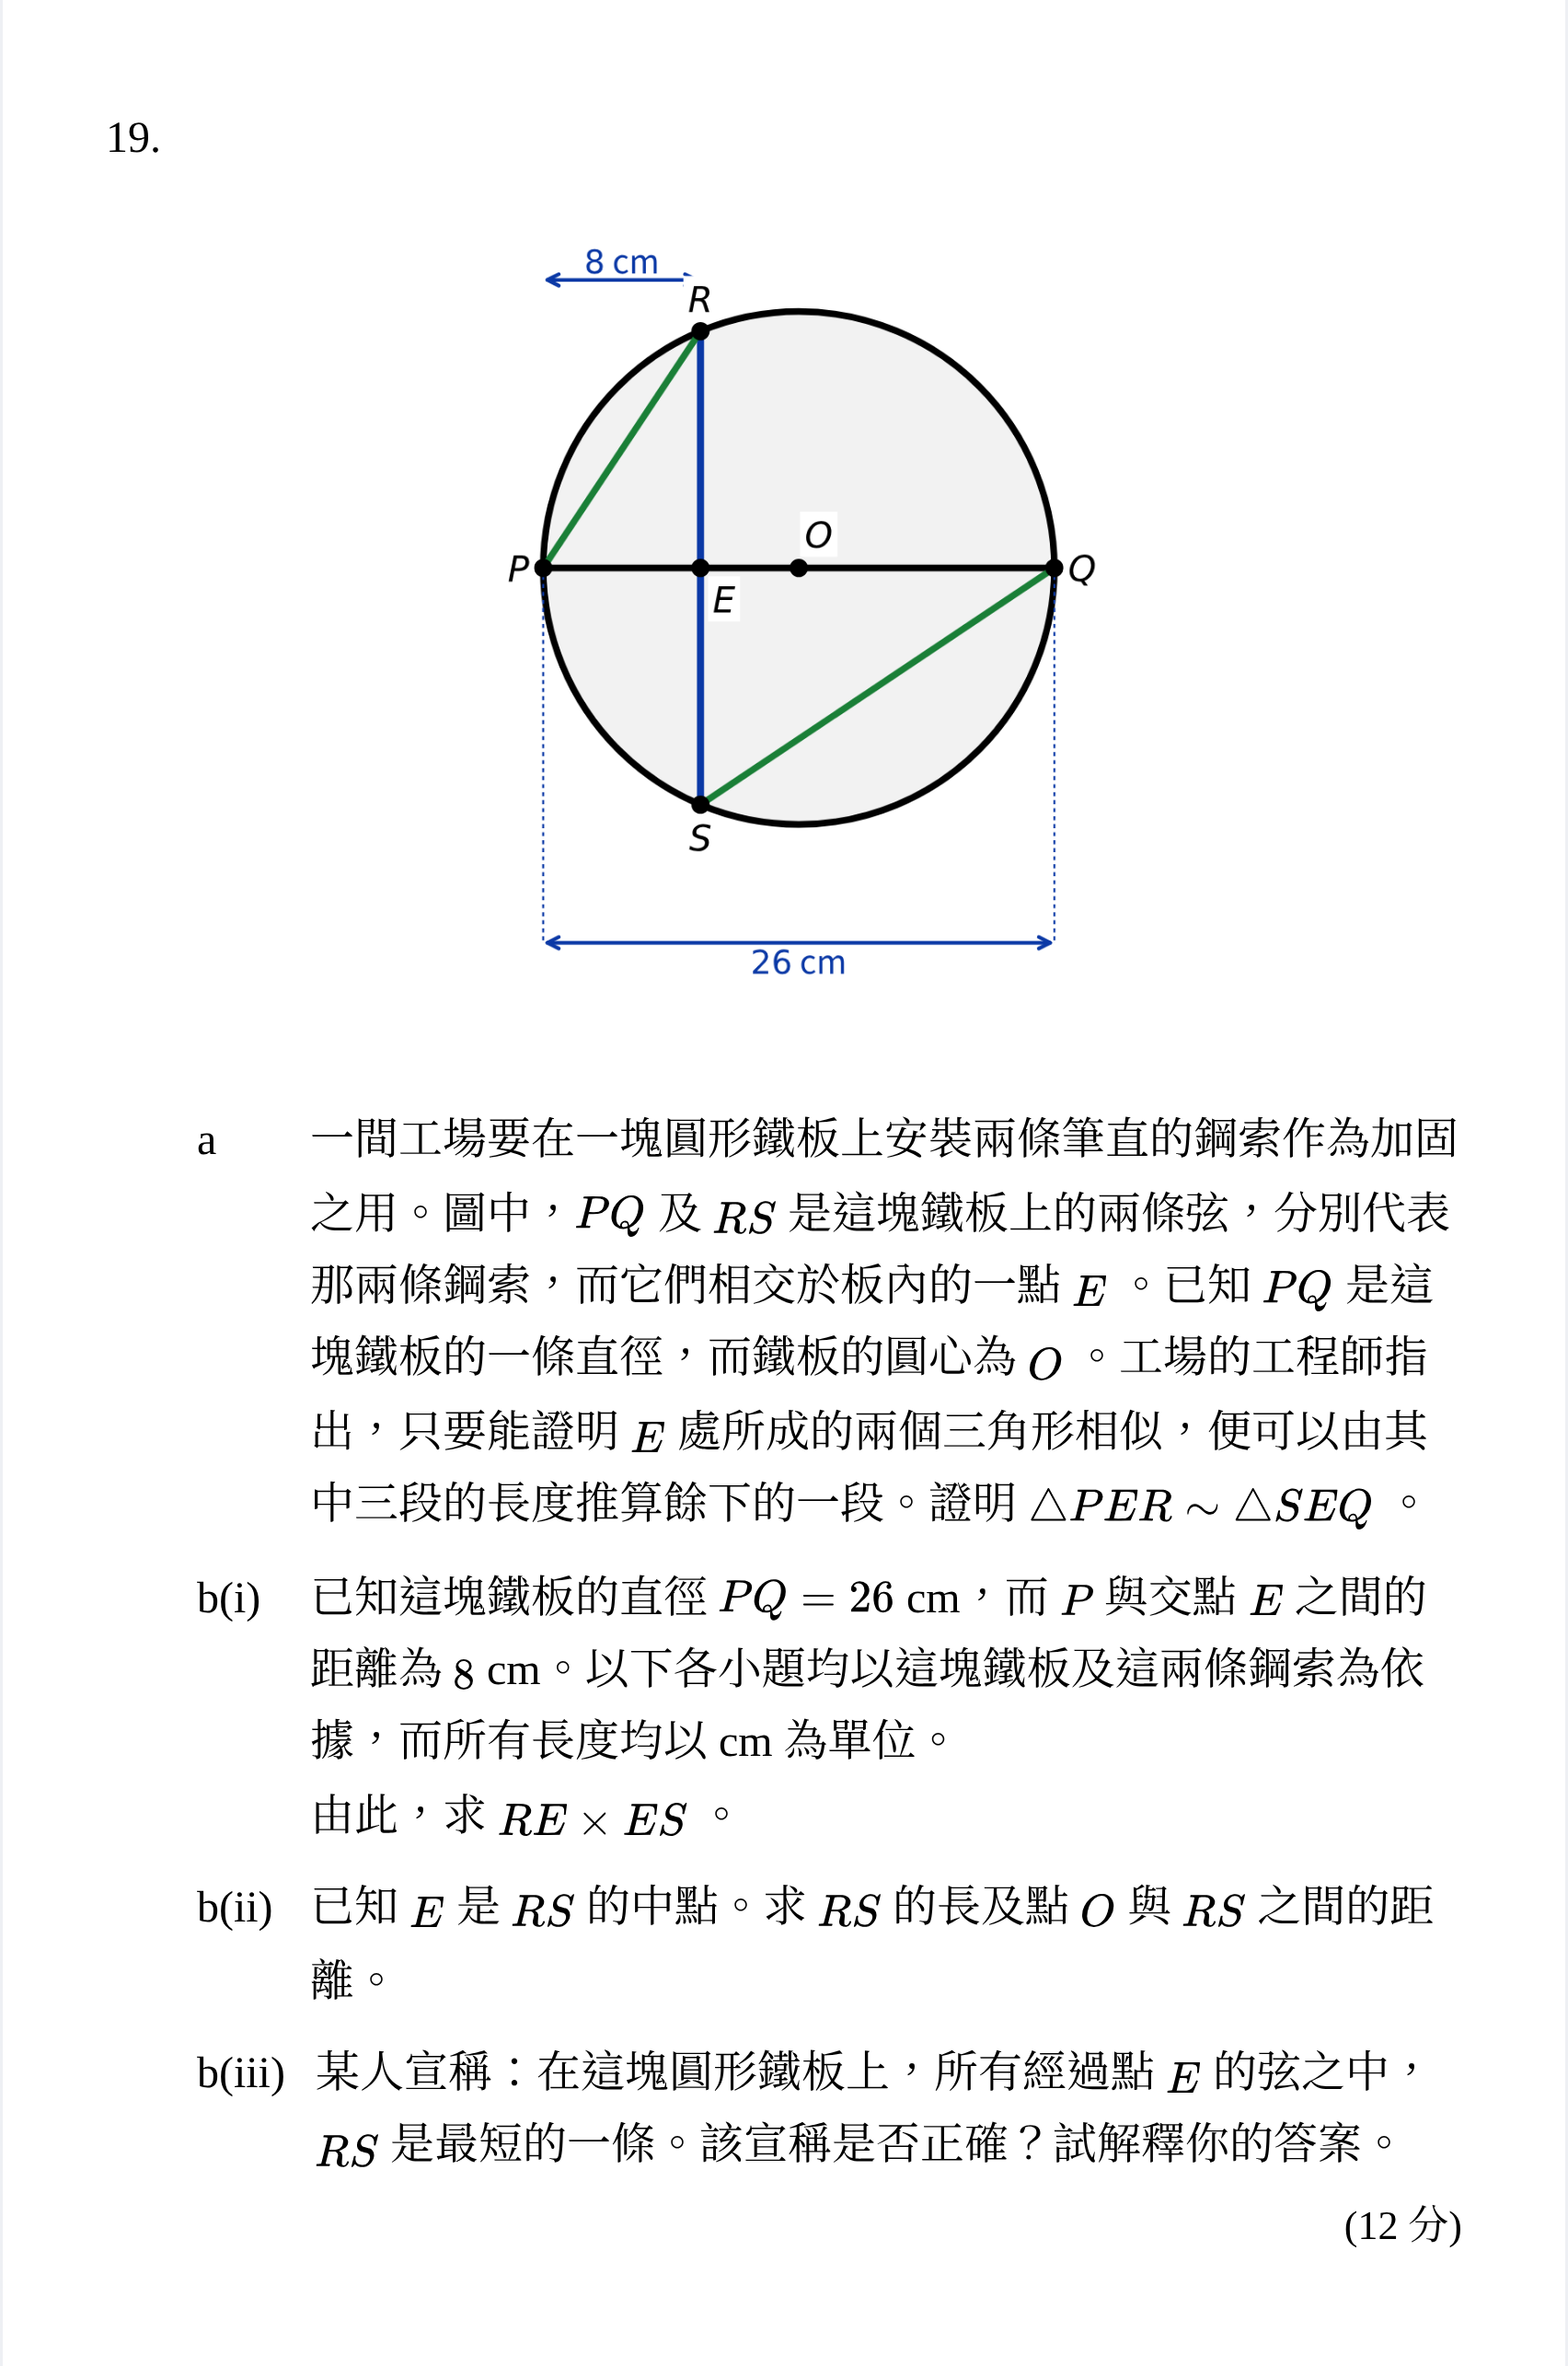 19.
8 cm
R
O
P
Q
E
S
26 cm
a 一間工場要在一塊圓形鐵板上安裝兩條筆直的鋼索作為加固
之用。圖中，PQ 及 RS 是這塊鐵板上的兩條弦，分別代表
那兩條鋼索，而它們相交於板內的一點 E 。已知 PQ 是這
塊鐵板的一條直徑，而鐵板的圓心為 O 。工場的工程師指
出，只要能證明 E 處所成的兩個三角形相似，便可以由其
中三段的長度推算餘下的一段。證明 △PER ∼ △SEQ 。
b(i) 已知這塊鐵板的直徑 PQ = 26 cm，而 P 與交點 E 之間的
距離為 8 cm。以下各小題均以這塊鐵板及這兩條鋼索為依
據，而所有長度均以 cm 為單位。
由此，求 RE × ES 。
b(ii) 已知 E 是 RS 的中點。求 RS 的長及點 O 與 RS 之間的距
離。
b(iii) 某人宣稱：在這塊圓形鐵板上，所有經過點 E 的弦之中，
RS 是最短的一條。該宣稱是否正確？試解釋你的答案。
(12 分)